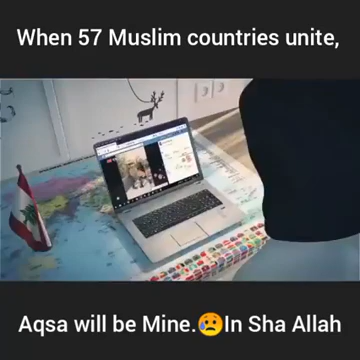 When 57 Muslim countries unite,
Aqsa will be Mine.😥In Sha Allah